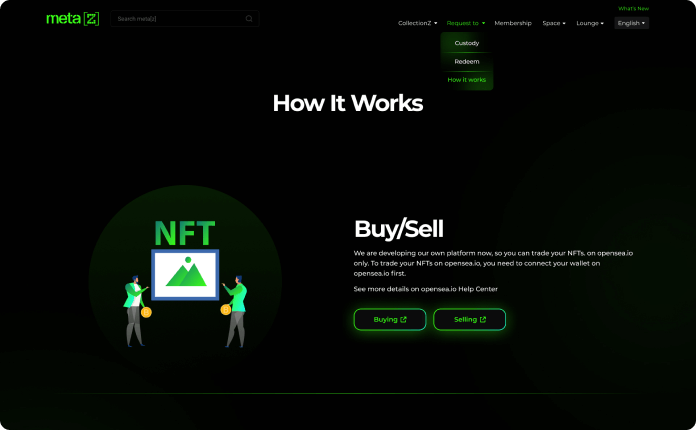 What's New
meta [Z]
Search meta[z]
CollectionZ
Request to
Membership
Space
Lounge
English
Custody
Redeem
How it works
How It Works
NFT
Buy/Sell
We are developing our own platform now, so you can trade your NFTs. on opensea.io
only. To trade your NFTs on opensea.io, you need to connect your wallet on
opensea.io first.
See more details on opensea.io Help Center
Buying
Selling